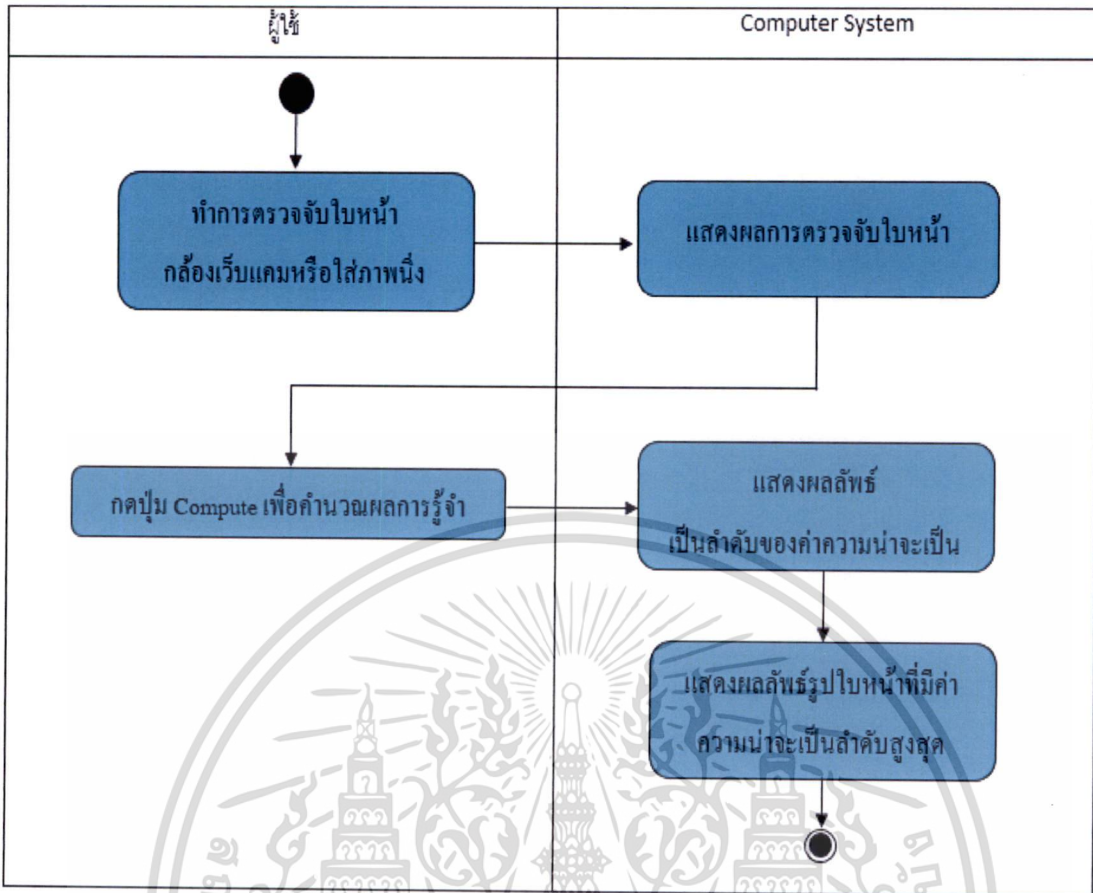 ผู้ใช้
Computer System
ทำการตรวจจับใบหน้า
กล้องเว็บแคมหรือใส่ภาพนิ่ง
แสดงผลการตรวจจับใบหน้า
กดปุ่ม Compute เพื่อคำนวณผลการรู้จำ
แสดงผลลัพธ์
เป็นลำดับของค่าความน่าจะเป็น
แสดงผลลัพธ์รูปใบหน้าที่มีค่า
ความน่าจะเป็นลำดับสูงสุด